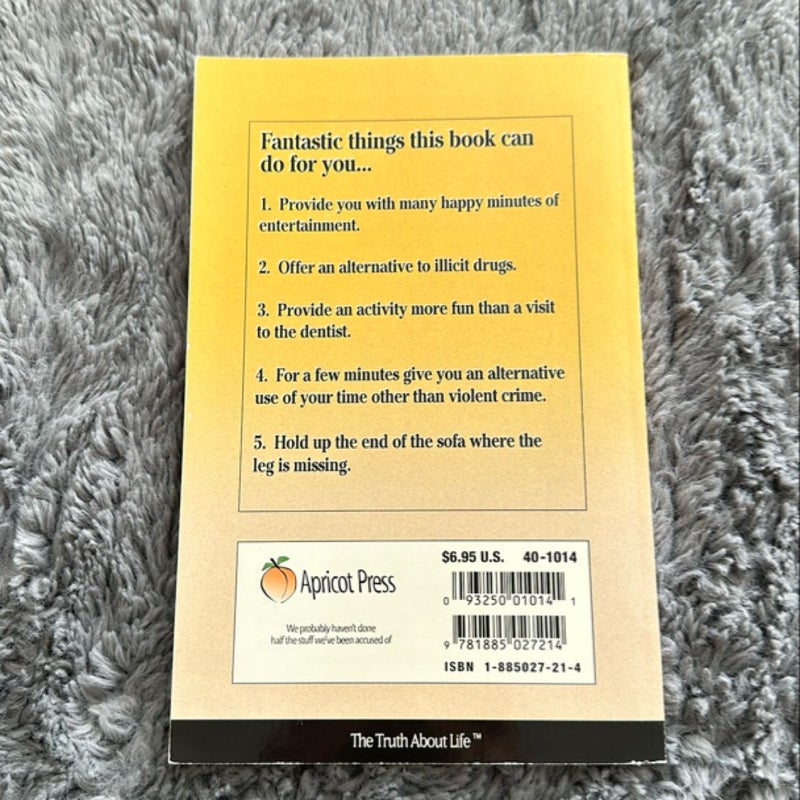 Fantastic things this book can
do for you...
1. Provide you with many happy minutes of
entertainment.
2. Offer an alternative to illicit drugs.
3. Provide an activity more fun than a visit
to the dentist.
4. For a few minutes give you an alternative
use of your time other than violent crime.
5. Hold up the end of the sofa where the
leg is missing.
Apricot Press
We probably haven't done
half the stuff we've been accused of
$6.95 U.S. 40-1014
0 93250 01014 1
9 781885 027214
ISBN 1-885027-21-4
The Truth About Life™